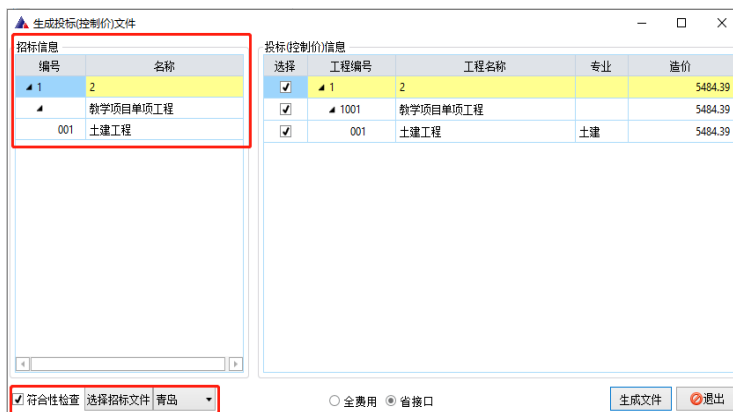 生成投标(控制价)文件
招标信息
编号 名称
1 2
教学项目单项工程
001 土建工程
投标(控制价)信息
选择 工程编号 工程名称 专业 造价
1 2 5484.39
1001 教学项目单项工程 5484.39
001 土建工程 土建 5484.39
符合性检查 选择招标文件 青岛 全费用 省接口 生成文件 退出